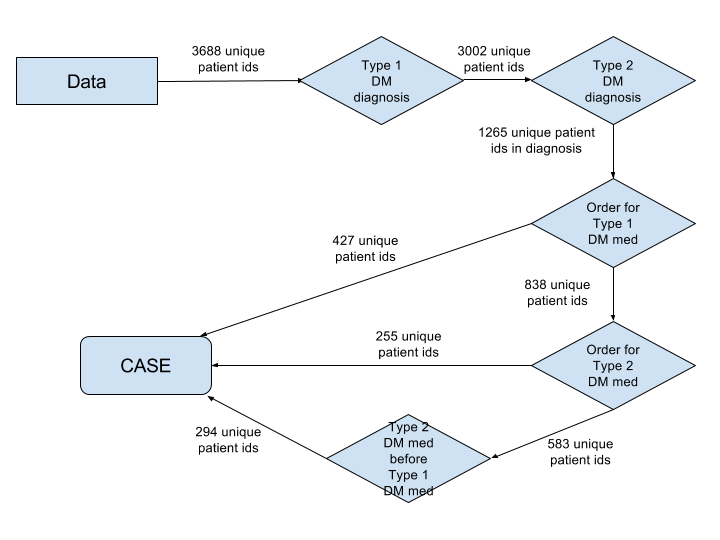 3688 unique
patient ids
3002 unique
patient ids
Data
Type 1
DM
diagnosis
Type 2
DM
diagnosis
1265 unique patient
ids in diagnosis
Order for
Type 1
DM med
427 unique
patient ids
838 unique
patient ids
255 unique
patient ids
CASE
Order for
Type 2
DM med
294 unique
patient ids
Type 2
DM med
before
Type 1
DM med
583 unique
patient ids